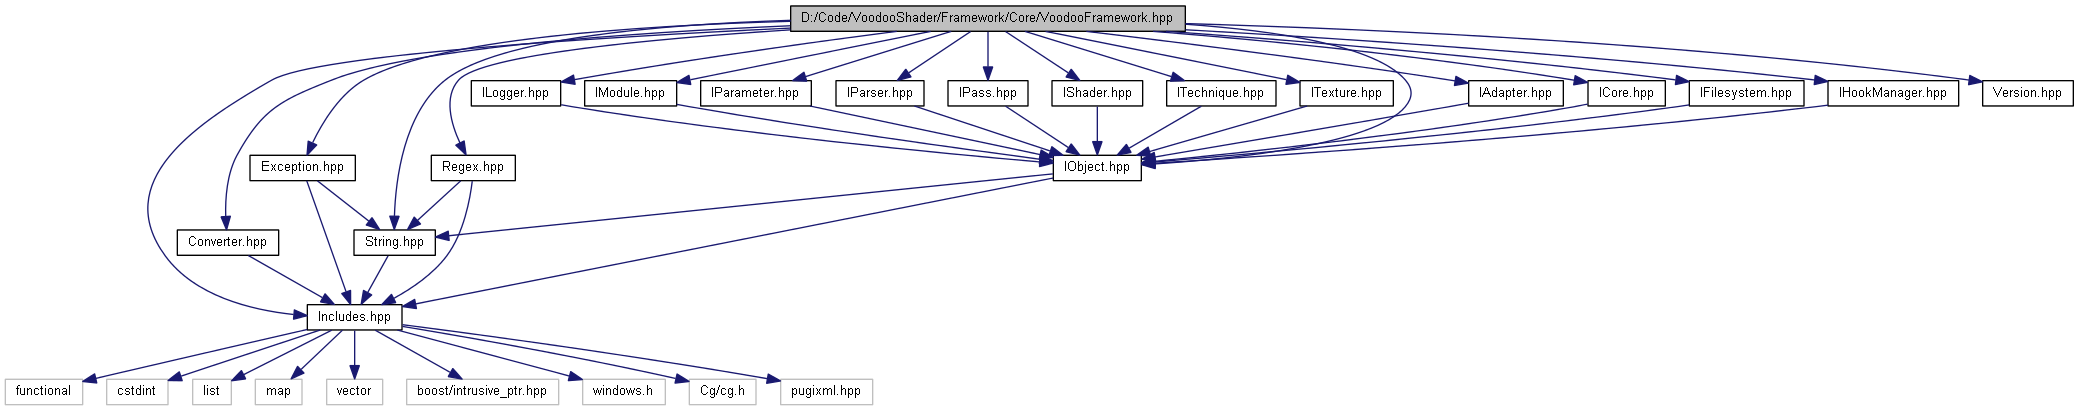 D:/Code/VoodooShader/Framework/Core/VoodooFramework.hpp
ILogger.hpp
IModule.hpp
IParameter.hpp
IParser.hpp
IPass.hpp
IShader.hpp
ITechnique.hpp
ITexture.hpp
IAdapter.hpp
ICore.hpp
IFilesystem.hpp
IHookManager.hpp
Version.hpp
Exception.hpp
Regex.hpp
IObject.hpp
Converter.hpp
String.hpp
Includes.hpp
functional
cstdint
list
map
vector
boost/intrusive_ptr.hpp
windows.h
Cg/cg.h
pugixml.hpp